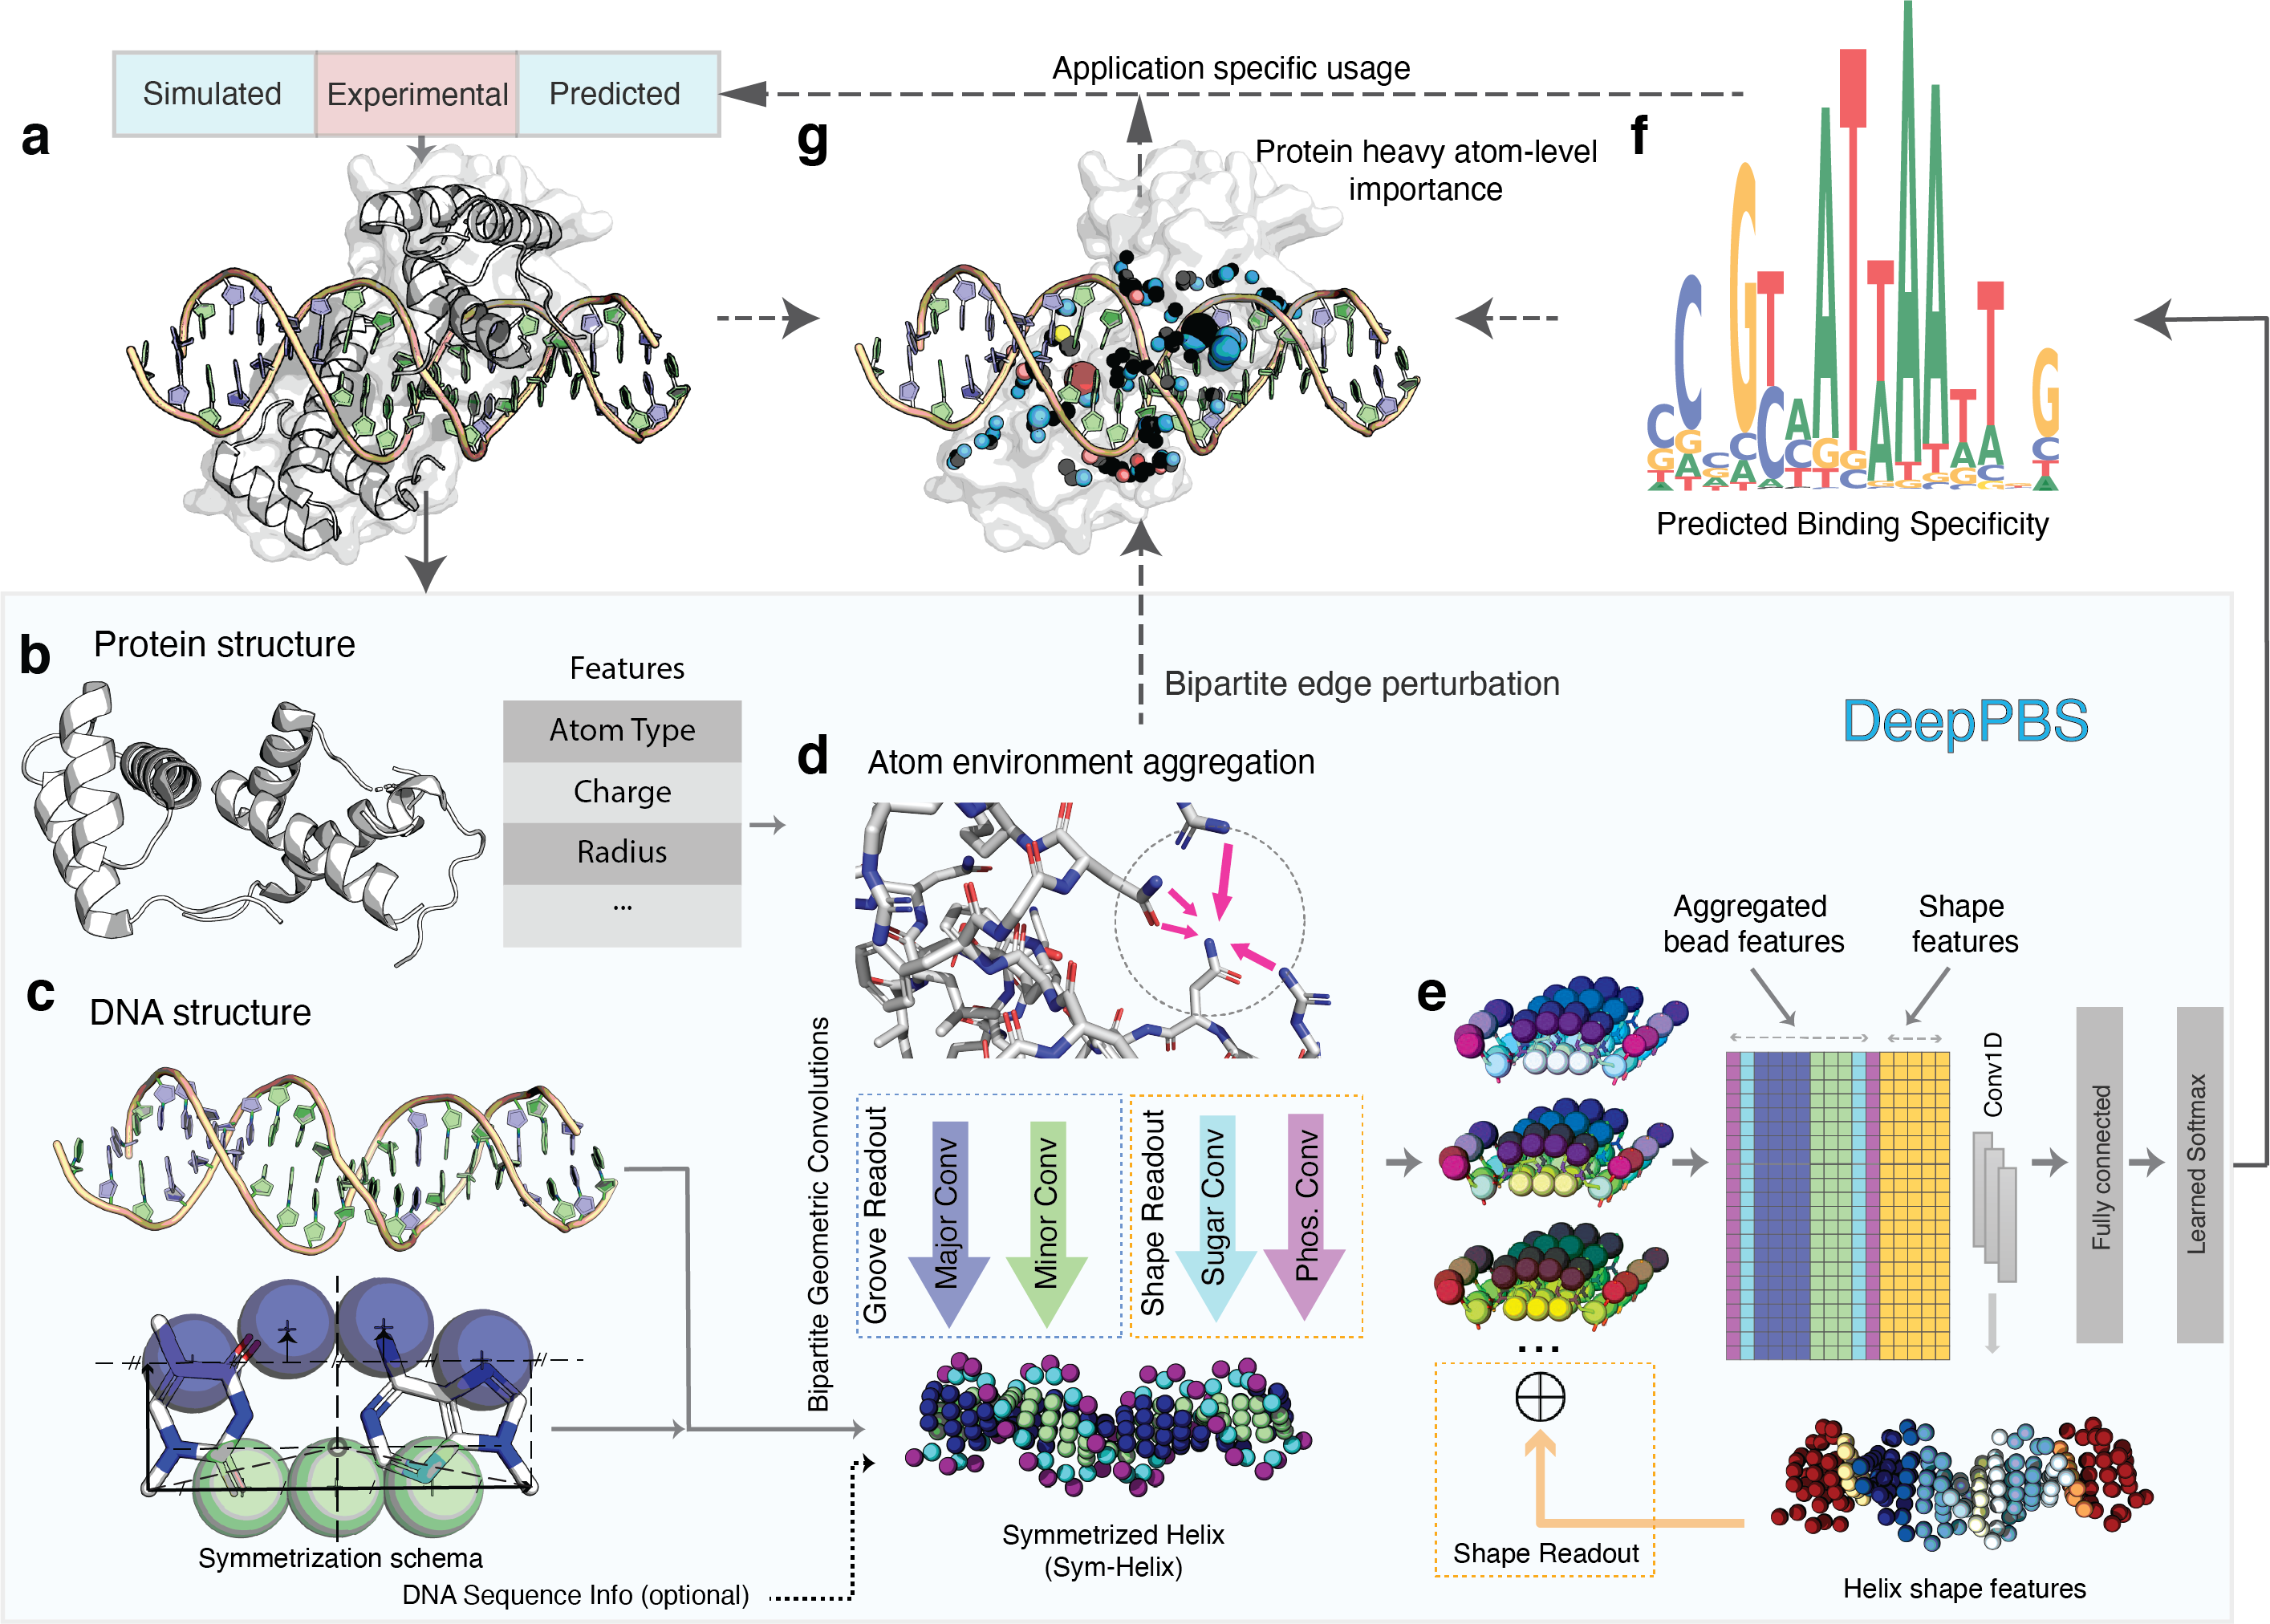 Simulated
Experimental
Predicted
Application specific usage
a
g
Protein heavy atom-level
importance
f
Predicted Binding Specificity
b
Protein structure
Features
Atom Type
Charge
Radius
...
Bipartite edge perturbation
DeepPBS
d
Atom environment aggregation
c
DNA structure
Bipartite Geometric Convolutions
Groove Readout
Major Conv
Minor Conv
Shape Readout
Sugar Conv
Phos. Conv
e
Aggregated
bead features
Shape
features
Conv1D
Fully connected
Learned Softmax
...
Symmetrization schema
DNA Sequence Info (optional)
Symmetrized Helix
(Sym-Helix)
Shape Readout
Helix shape features